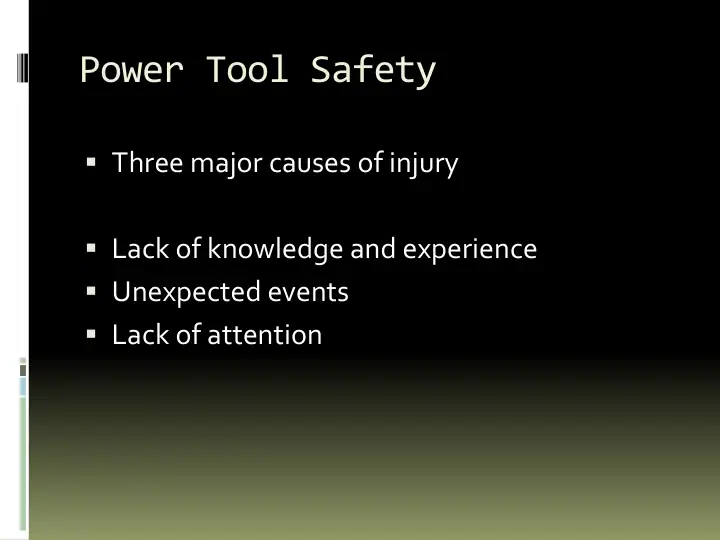 Power Tool Safety
▪ Three major causes of injury
▪ Lack of knowledge and experience
▪ Unexpected events
▪ Lack of attention